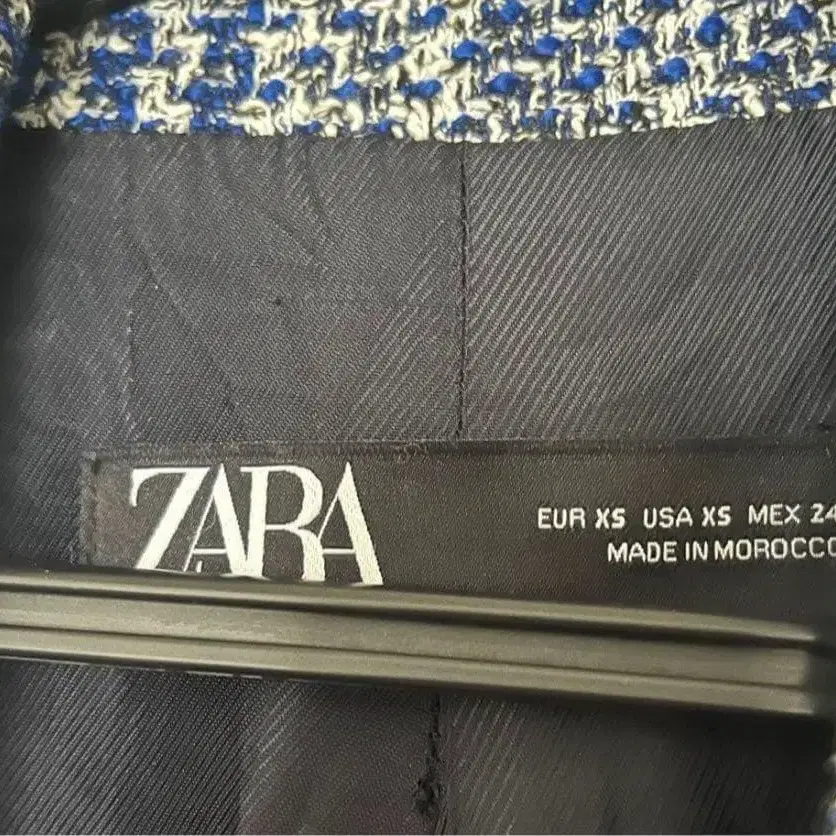 ZARA
EUR XS USA XS MEX 24
MADE IN MOROCCO